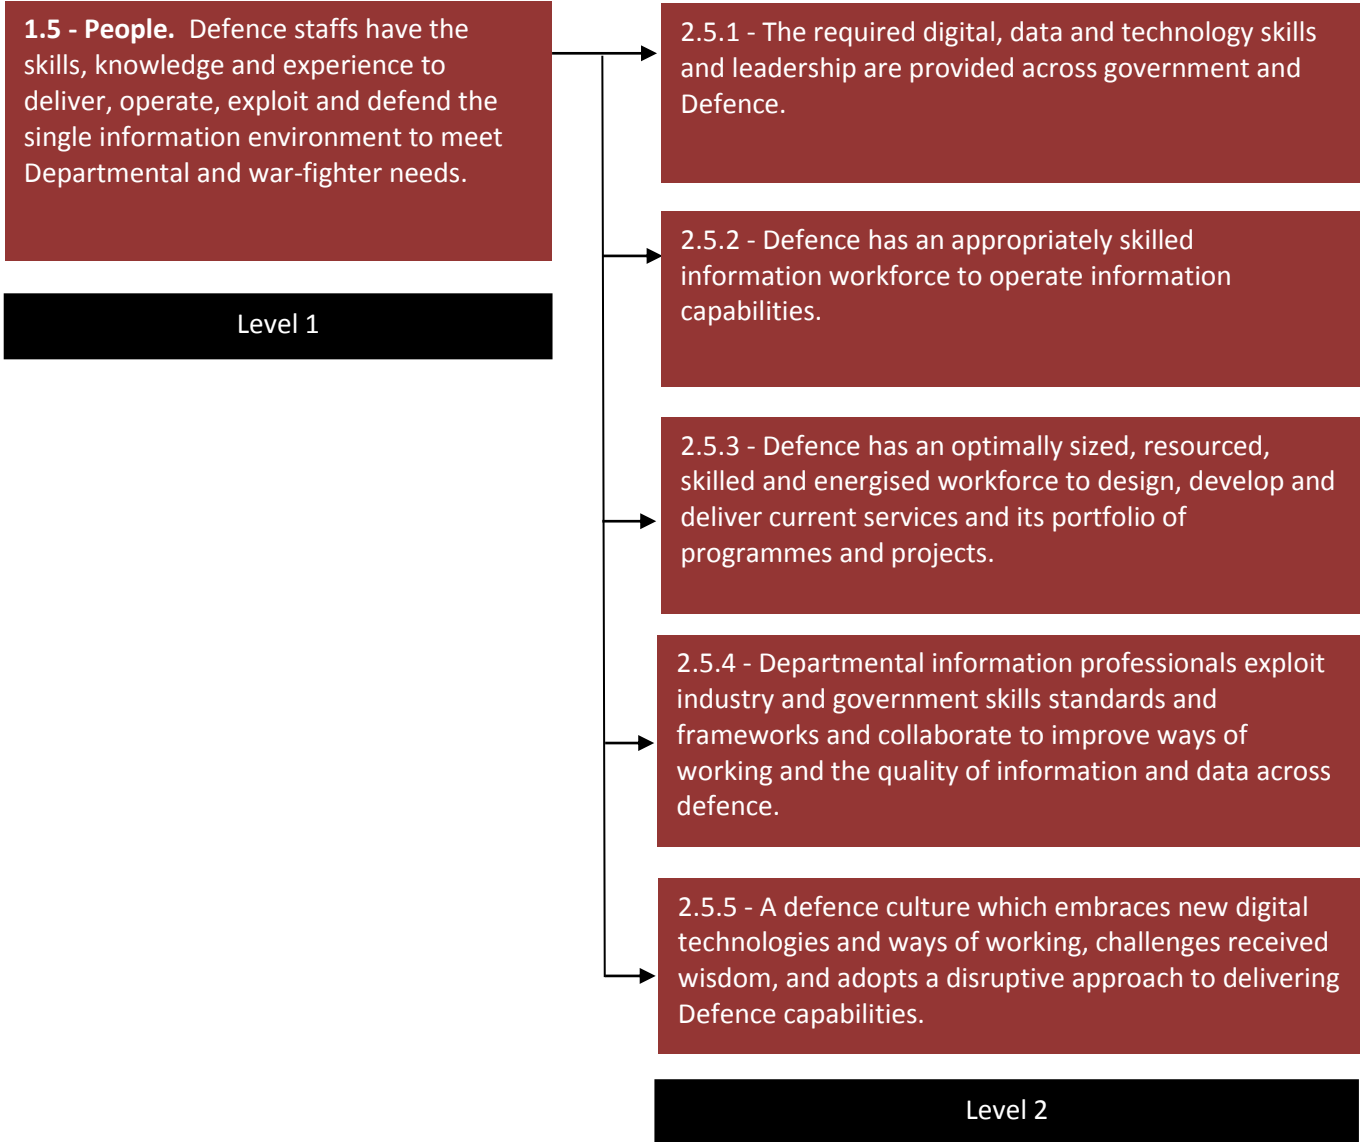 1.5 - People.  Defence staffs have the
skills, knowledge and experience to
deliver, operate, exploit and defend the
single information environment to meet
Departmental and war-fighter needs.
Level 1
2.5.1 - The required digital, data and technology skills
and leadership are provided across government and
Defence.
2.5.2 - Defence has an appropriately skilled
information workforce to operate information
capabilities.
2.5.3 - Defence has an optimally sized, resourced,
skilled and energised workforce to design, develop and
deliver current services and its portfolio of
programmes and projects.
2.5.4 - Departmental information professionals exploit
industry and government skills standards and
frameworks and collaborate to improve ways of
working and the quality of information and data across
defence.
2.5.5 - A defence culture which embraces new digital
technologies and ways of working, challenges received
wisdom, and adopts a disruptive approach to delivering
Defence capabilities.
Level 2